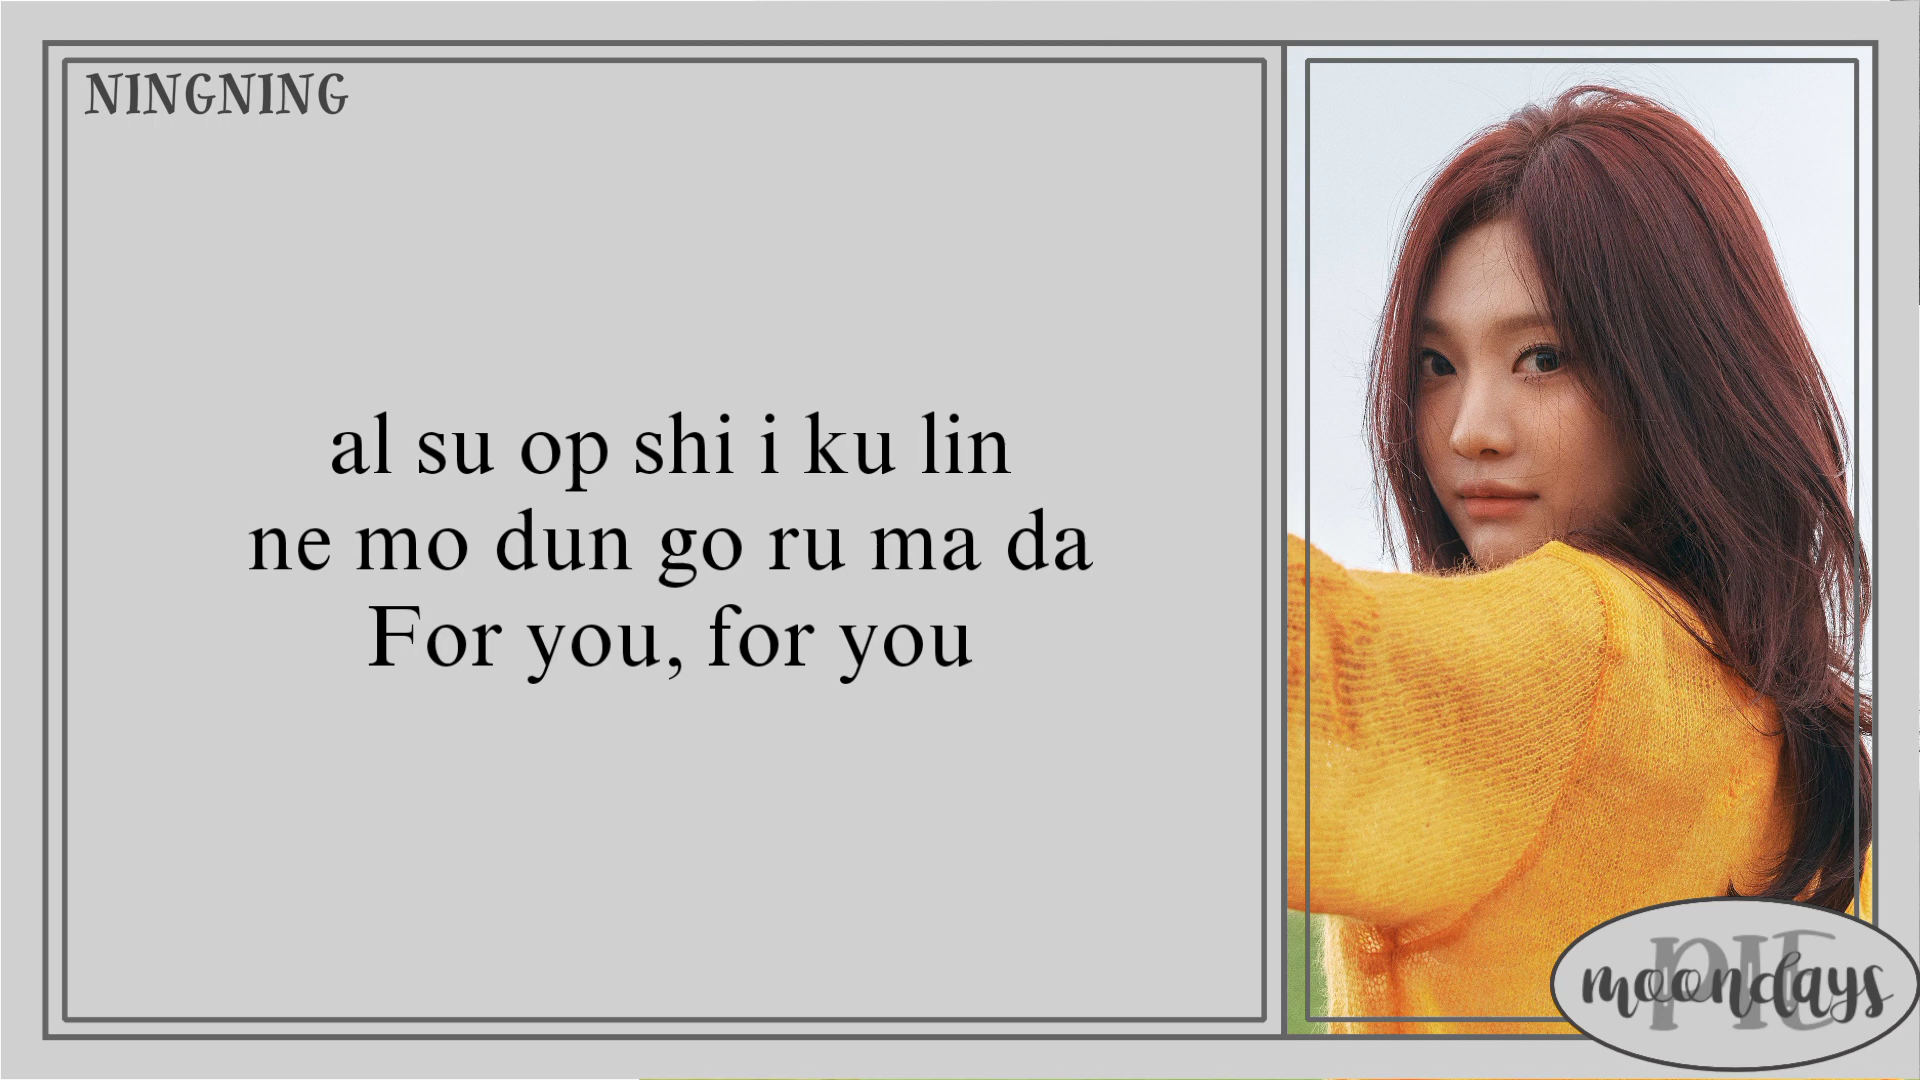 NINGNING
al su op shi i ku lin
ne mo dun go ru ma da
For you, for you
PIT
moondays